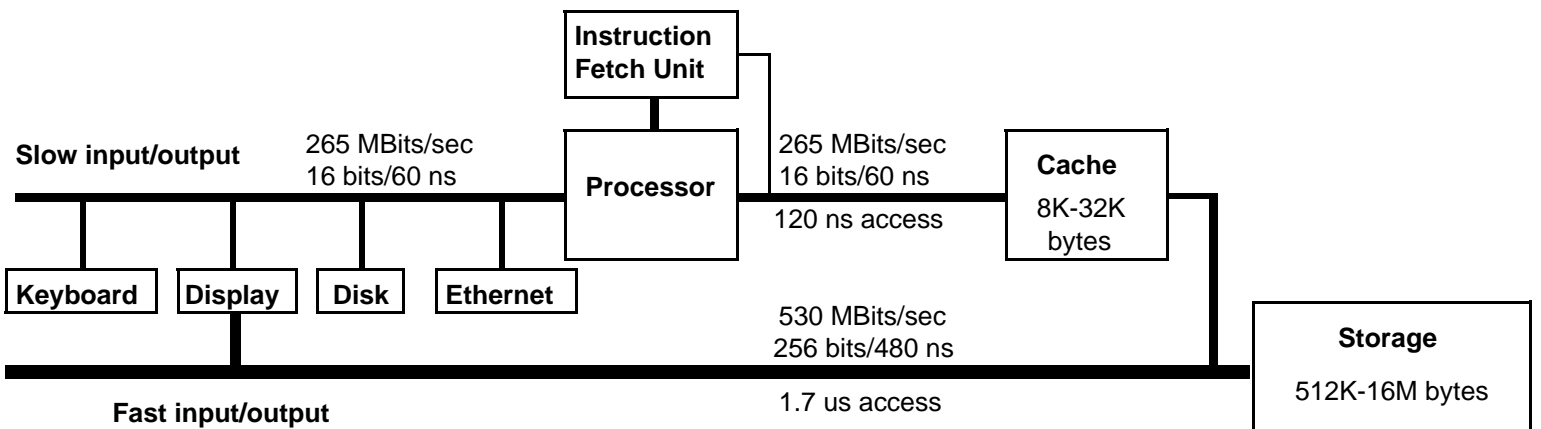 Instruction
Fetch Unit
Slow input/output
265 MBits/sec
16 bits/60 ns
Processor
265 MBits/sec
16 bits/60 ns
120 ns access
Cache
8K-32K
bytes
Keyboard
Display
Disk
Ethernet
530 MBits/sec
256 bits/480 ns
1.7 us access
Fast input/output
Storage
512K-16M bytes